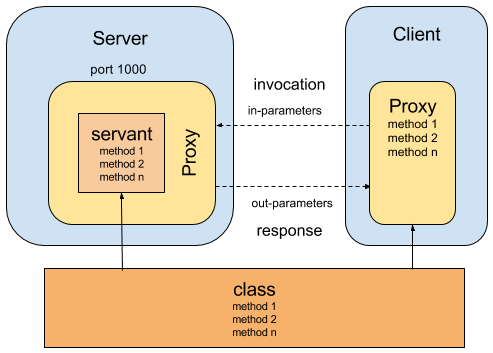 Server
port 1000
servant
method 1
method 2
method n
Proxy
invocation
in-parameters
out-parameters
response
Client
Proxy
method 1
method 2
method n
class
method 1
method 2
method n